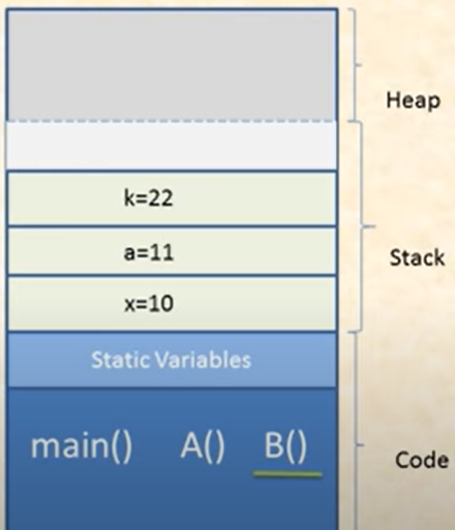 Heap
k=22
a=11
Stack
x=10
Static Variables
main() A() B()
Code